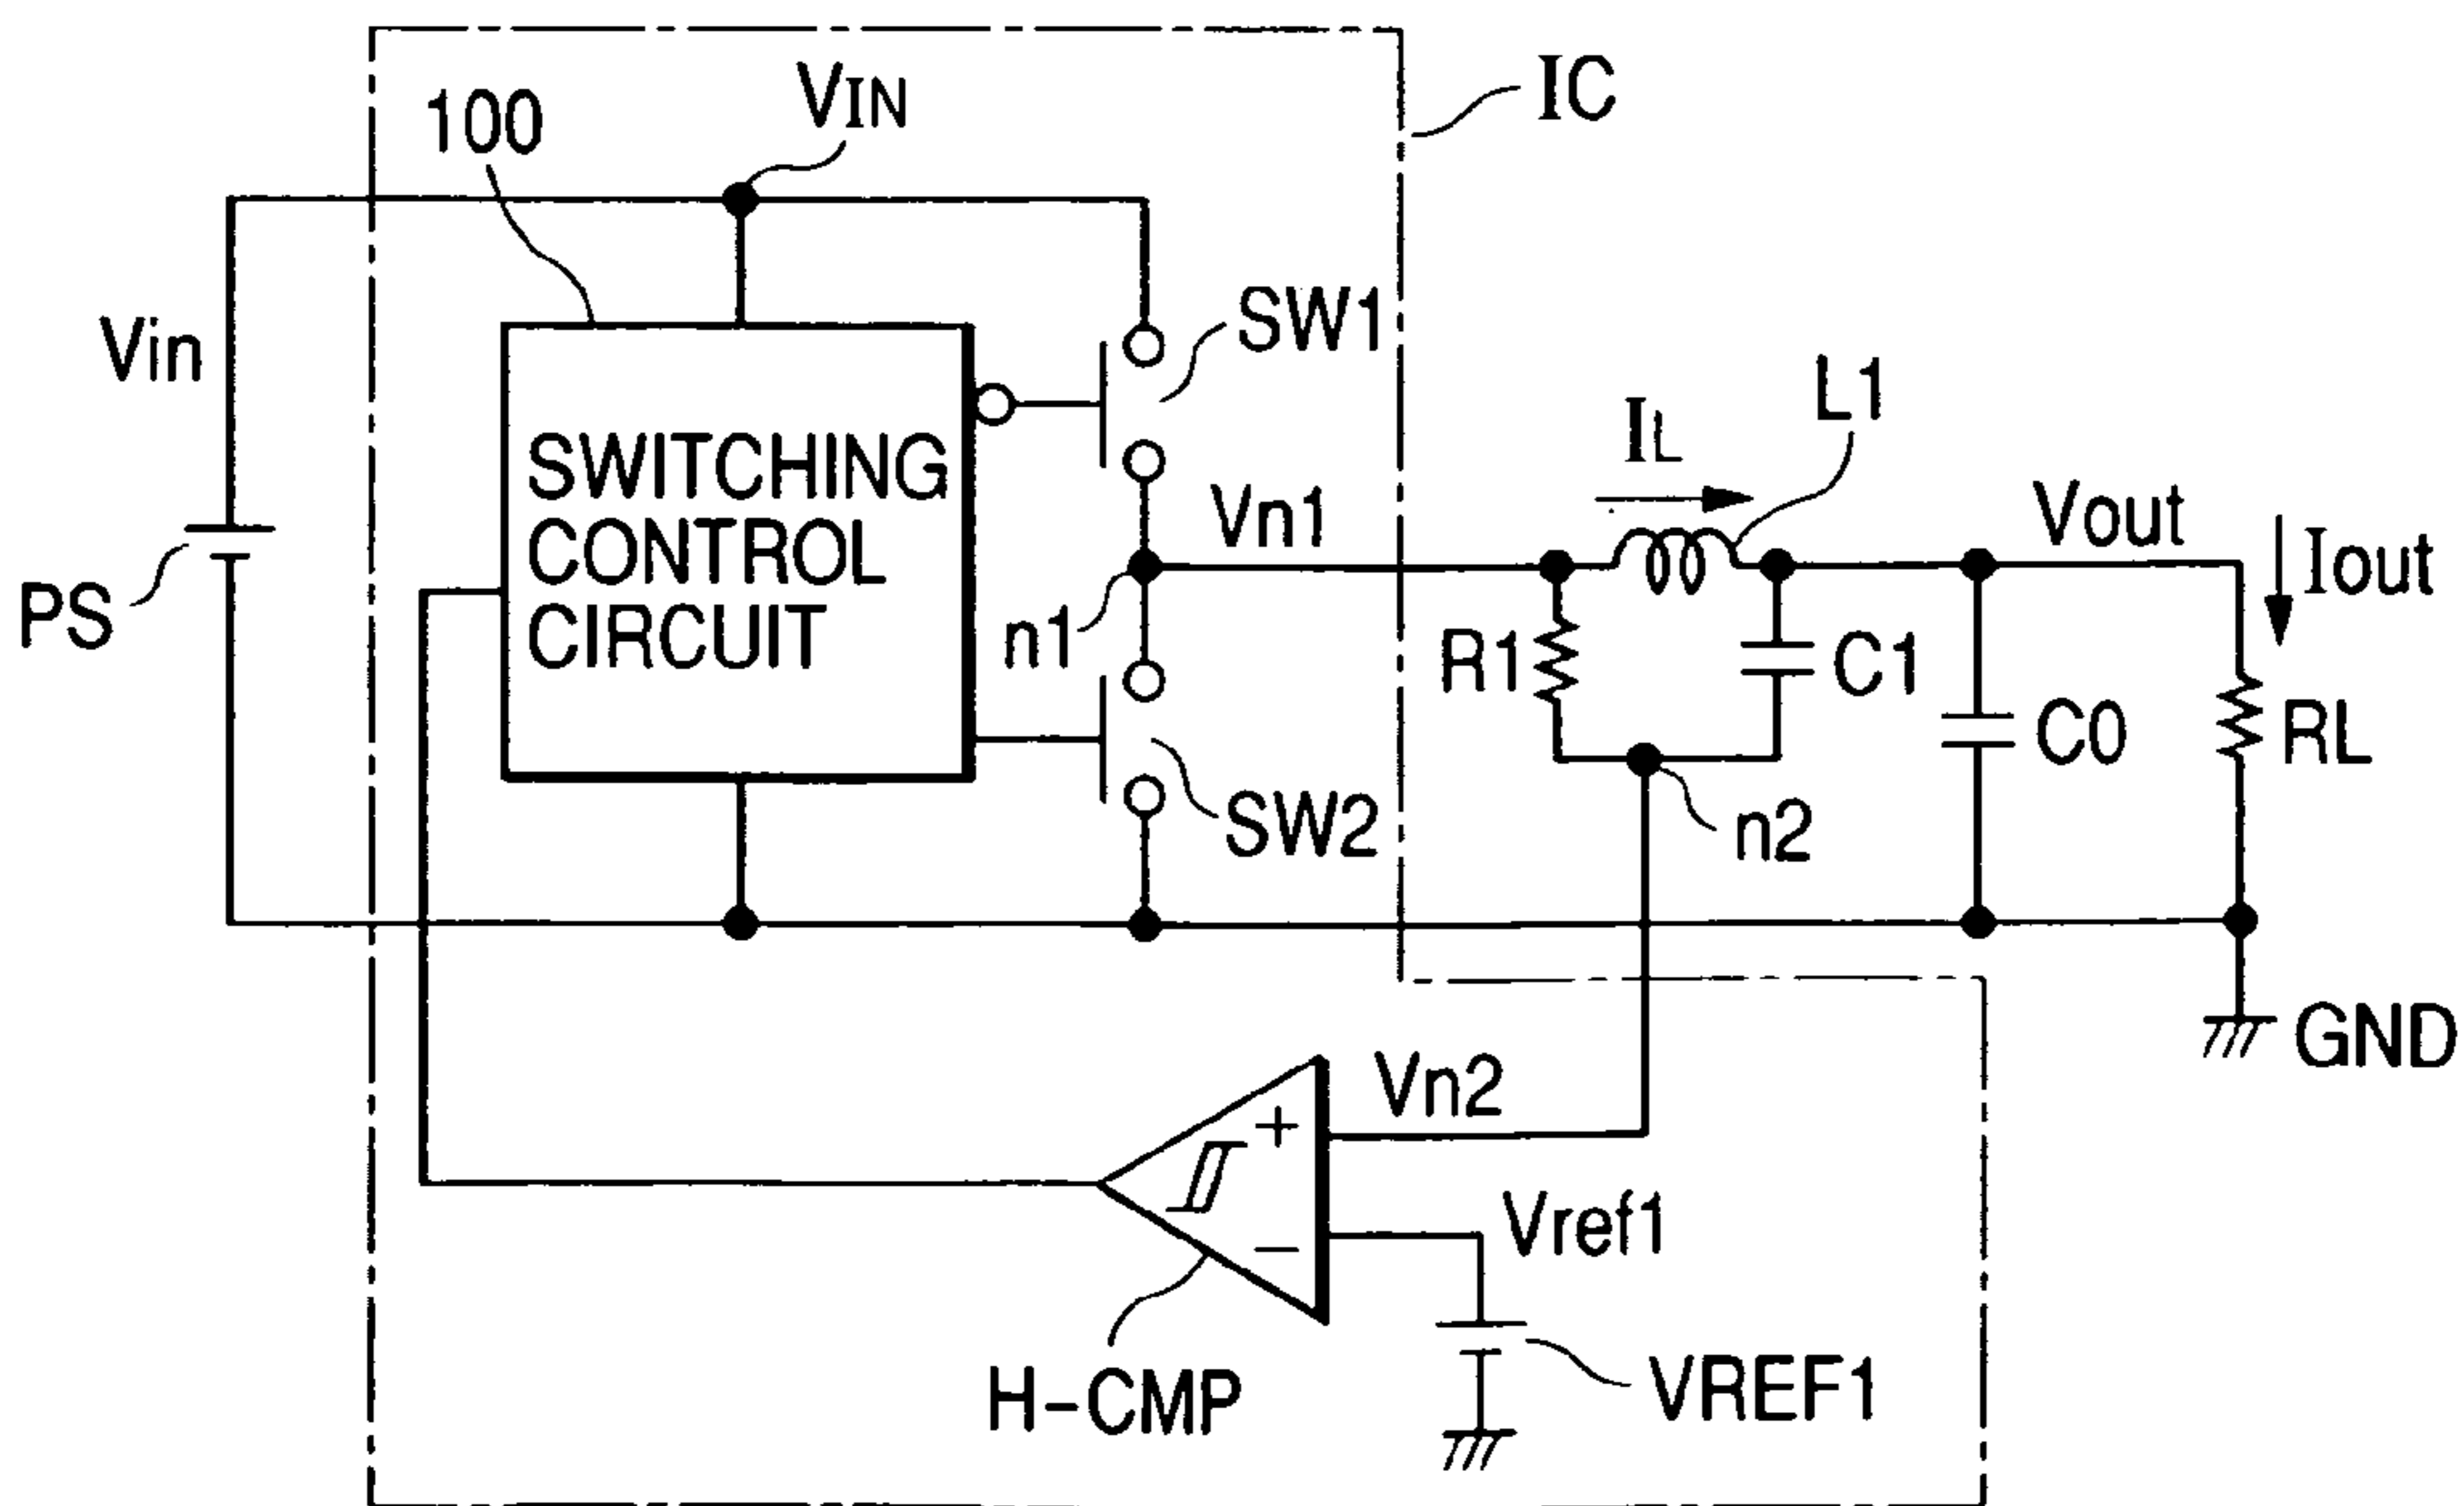 IC
VIN
100
Vin
SW1
L1
IL
SWITCHING
CONTROL
CIRCUIT
Vn1
Vout
Iout
PS
n1
R1
C1
C0
RL
SW2
n2
GND
Vn2
+
Vref1
−
H-CMP
VREF1